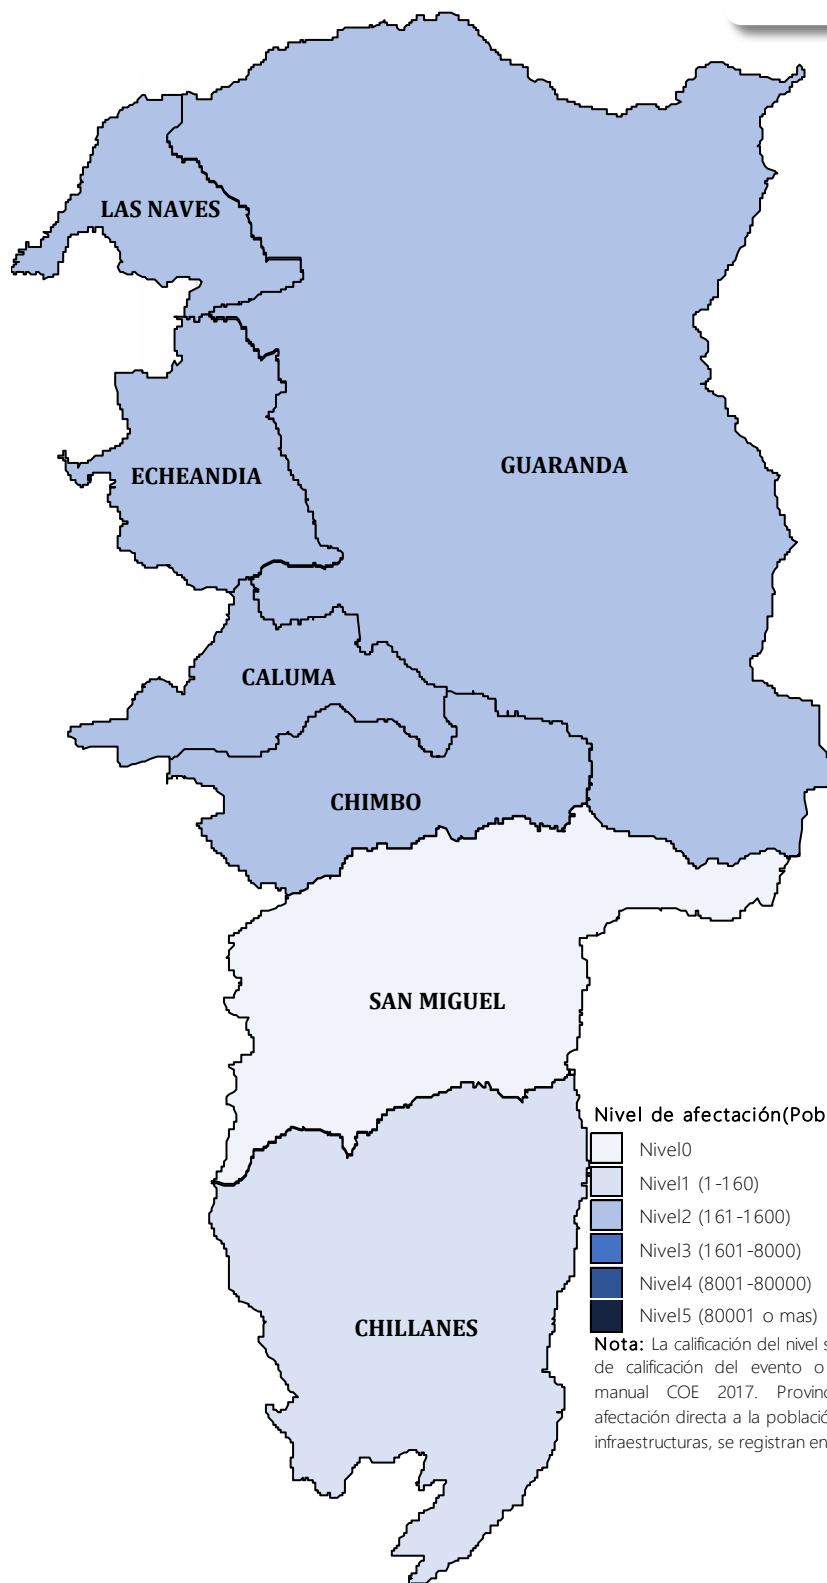 LAS NAVES
ECHEANDIA
GUARANDA
CALUMA
CHIMBO
SAN MIGUEL
CHILLANES
Nivel de afectación(Pob
Nivel0
Nivel1 (1-160)
Nivel2 (161-1600)
Nivel3 (1601-8000)
Nivel4 (8001-80000)
Nivel5 (80001 o mas)
Nota: La calificación del nivel s
de calificación del evento o
manual COE 2017. Provinc
afectación directa a la població
infraestructuras, se registran en